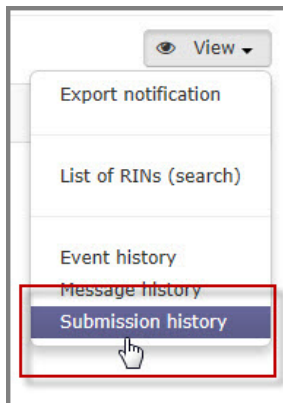 View
Export notification
List of RINs (search)
Event history
Message history
Submission history